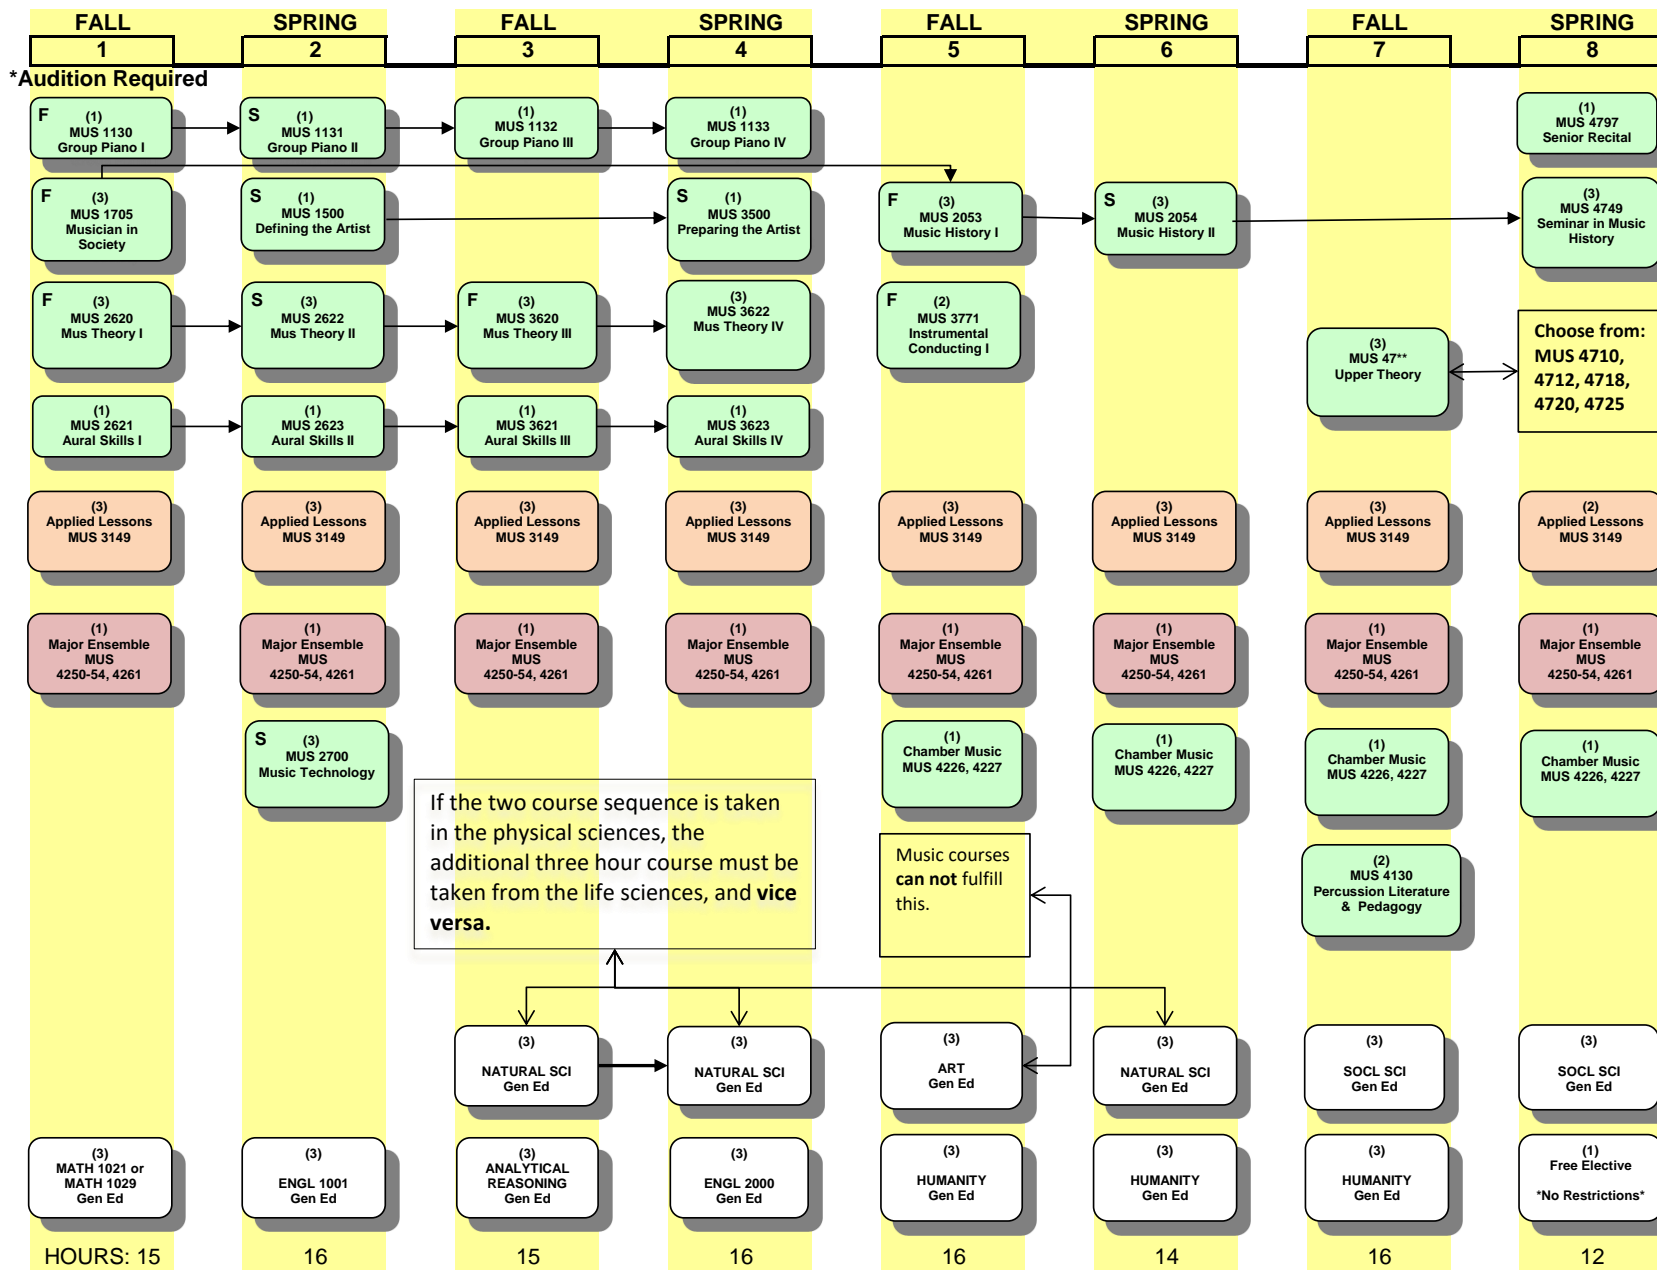 FALL SPRING FALL SPRING FALL SPRING FALL SPRING
1 2 3 4 5 6 7 8
*Audition Required
F (1)
MUS 1130
Group Piano I
S (1)
MUS 1131
Group Piano II
(1)
MUS 1132
Group Piano III
(1)
MUS 1133
Group Piano IV
(1)
MUS 4797
Senior Recital
F (3)
MUS 1705
Musician in
Society
S (1)
MUS 1500
Defining the Artist
S (1)
MUS 3500
Preparing the Artist
F (3)
MUS 2053
Music History I
S (3)
MUS 2054
Music History II
(3)
MUS 4749
Seminar in Music
History
F (3)
MUS 2620
Mus Theory I
S (3)
MUS 2622
Mus Theory II
F (3)
MUS 3620
Mus Theory III
(3)
MUS 3622
Mus Theory IV
F (2)
MUS 3771
Instrumental
Conducting I
(3)
MUS 47**
Upper Theory
Choose from:
MUS 4710,
4712, 4718,
4720, 4725
(1)
MUS 2621
Aural Skills I
(1)
MUS 2623
Aural Skills II
(1)
MUS 3621
Aural Skills III
(1)
MUS 3623
Aural Skills IV
(3)
Applied Lessons
MUS 3149
(3)
Applied Lessons
MUS 3149
(3)
Applied Lessons
MUS 3149
(3)
Applied Lessons
MUS 3149
(3)
Applied Lessons
MUS 3149
(3)
Applied Lessons
MUS 3149
(3)
Applied Lessons
MUS 3149
(2)
Applied Lessons
MUS 3149
(1)
Major Ensemble
MUS
4250-54, 4261
(1)
Major Ensemble
MUS
4250-54, 4261
(1)
Major Ensemble
MUS
4250-54, 4261
(1)
Major Ensemble
MUS
4250-54, 4261
(1)
Major Ensemble
MUS
4250-54, 4261
(1)
Major Ensemble
MUS
4250-54, 4261
(1)
Major Ensemble
MUS
4250-54, 4261
(1)
Major Ensemble
MUS
4250-54, 4261
S (3)
MUS 2700
Music Technology
(1)
Chamber Music
MUS 4226, 4227
(1)
Chamber Music
MUS 4226, 4227
(1)
Chamber Music
MUS 4226, 4227
(1)
Chamber Music
MUS 4226, 4227
If the two course sequence is taken
in the physical sciences, the
additional three hour course must be
taken from the life sciences, and vice
versa.
Music courses
can not fulfill
this.
(2)
MUS 4130
Percussion Literature
& Pedagogy
(3)
NATURAL SCI
Gen Ed
(3)
NATURAL SCI
Gen Ed
(3)
ART
Gen Ed
(3)
NATURAL SCI
Gen Ed
(3)
SOCL SCI
Gen Ed
(3)
SOCL SCI
Gen Ed
(3)
MATH 1021 or
MATH 1029
Gen Ed
(3)
ENGL 1001
Gen Ed
(3)
ANALYTICAL
REASONING
Gen Ed
(3)
ENGL 2000
Gen Ed
(3)
HUMANITY
Gen Ed
(3)
HUMANITY
Gen Ed
(3)
HUMANITY
Gen Ed
(1)
Free Elective
*No Restrictions*
HOURS: 15 16 15 16 16 14 16 12